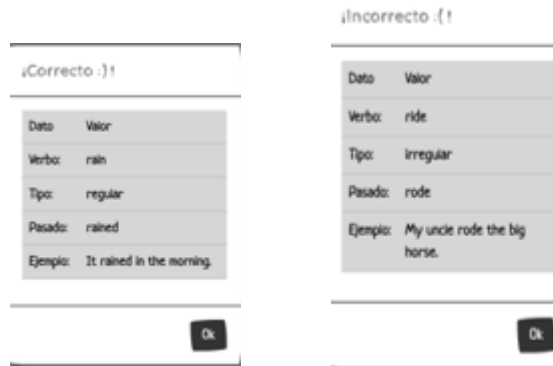 ¡Correcto :}!
Dato Valor
Verbo: rain
Tipo: regular
Pasado: rained
Ejemplo: It rained in the morning.
Ok
¡Incorrecto :{!
Dato Valor
Verbo: ride
Tipo: irregular
Pasado: rode
Ejemplo: My uncle rode the big
horse.
Ok